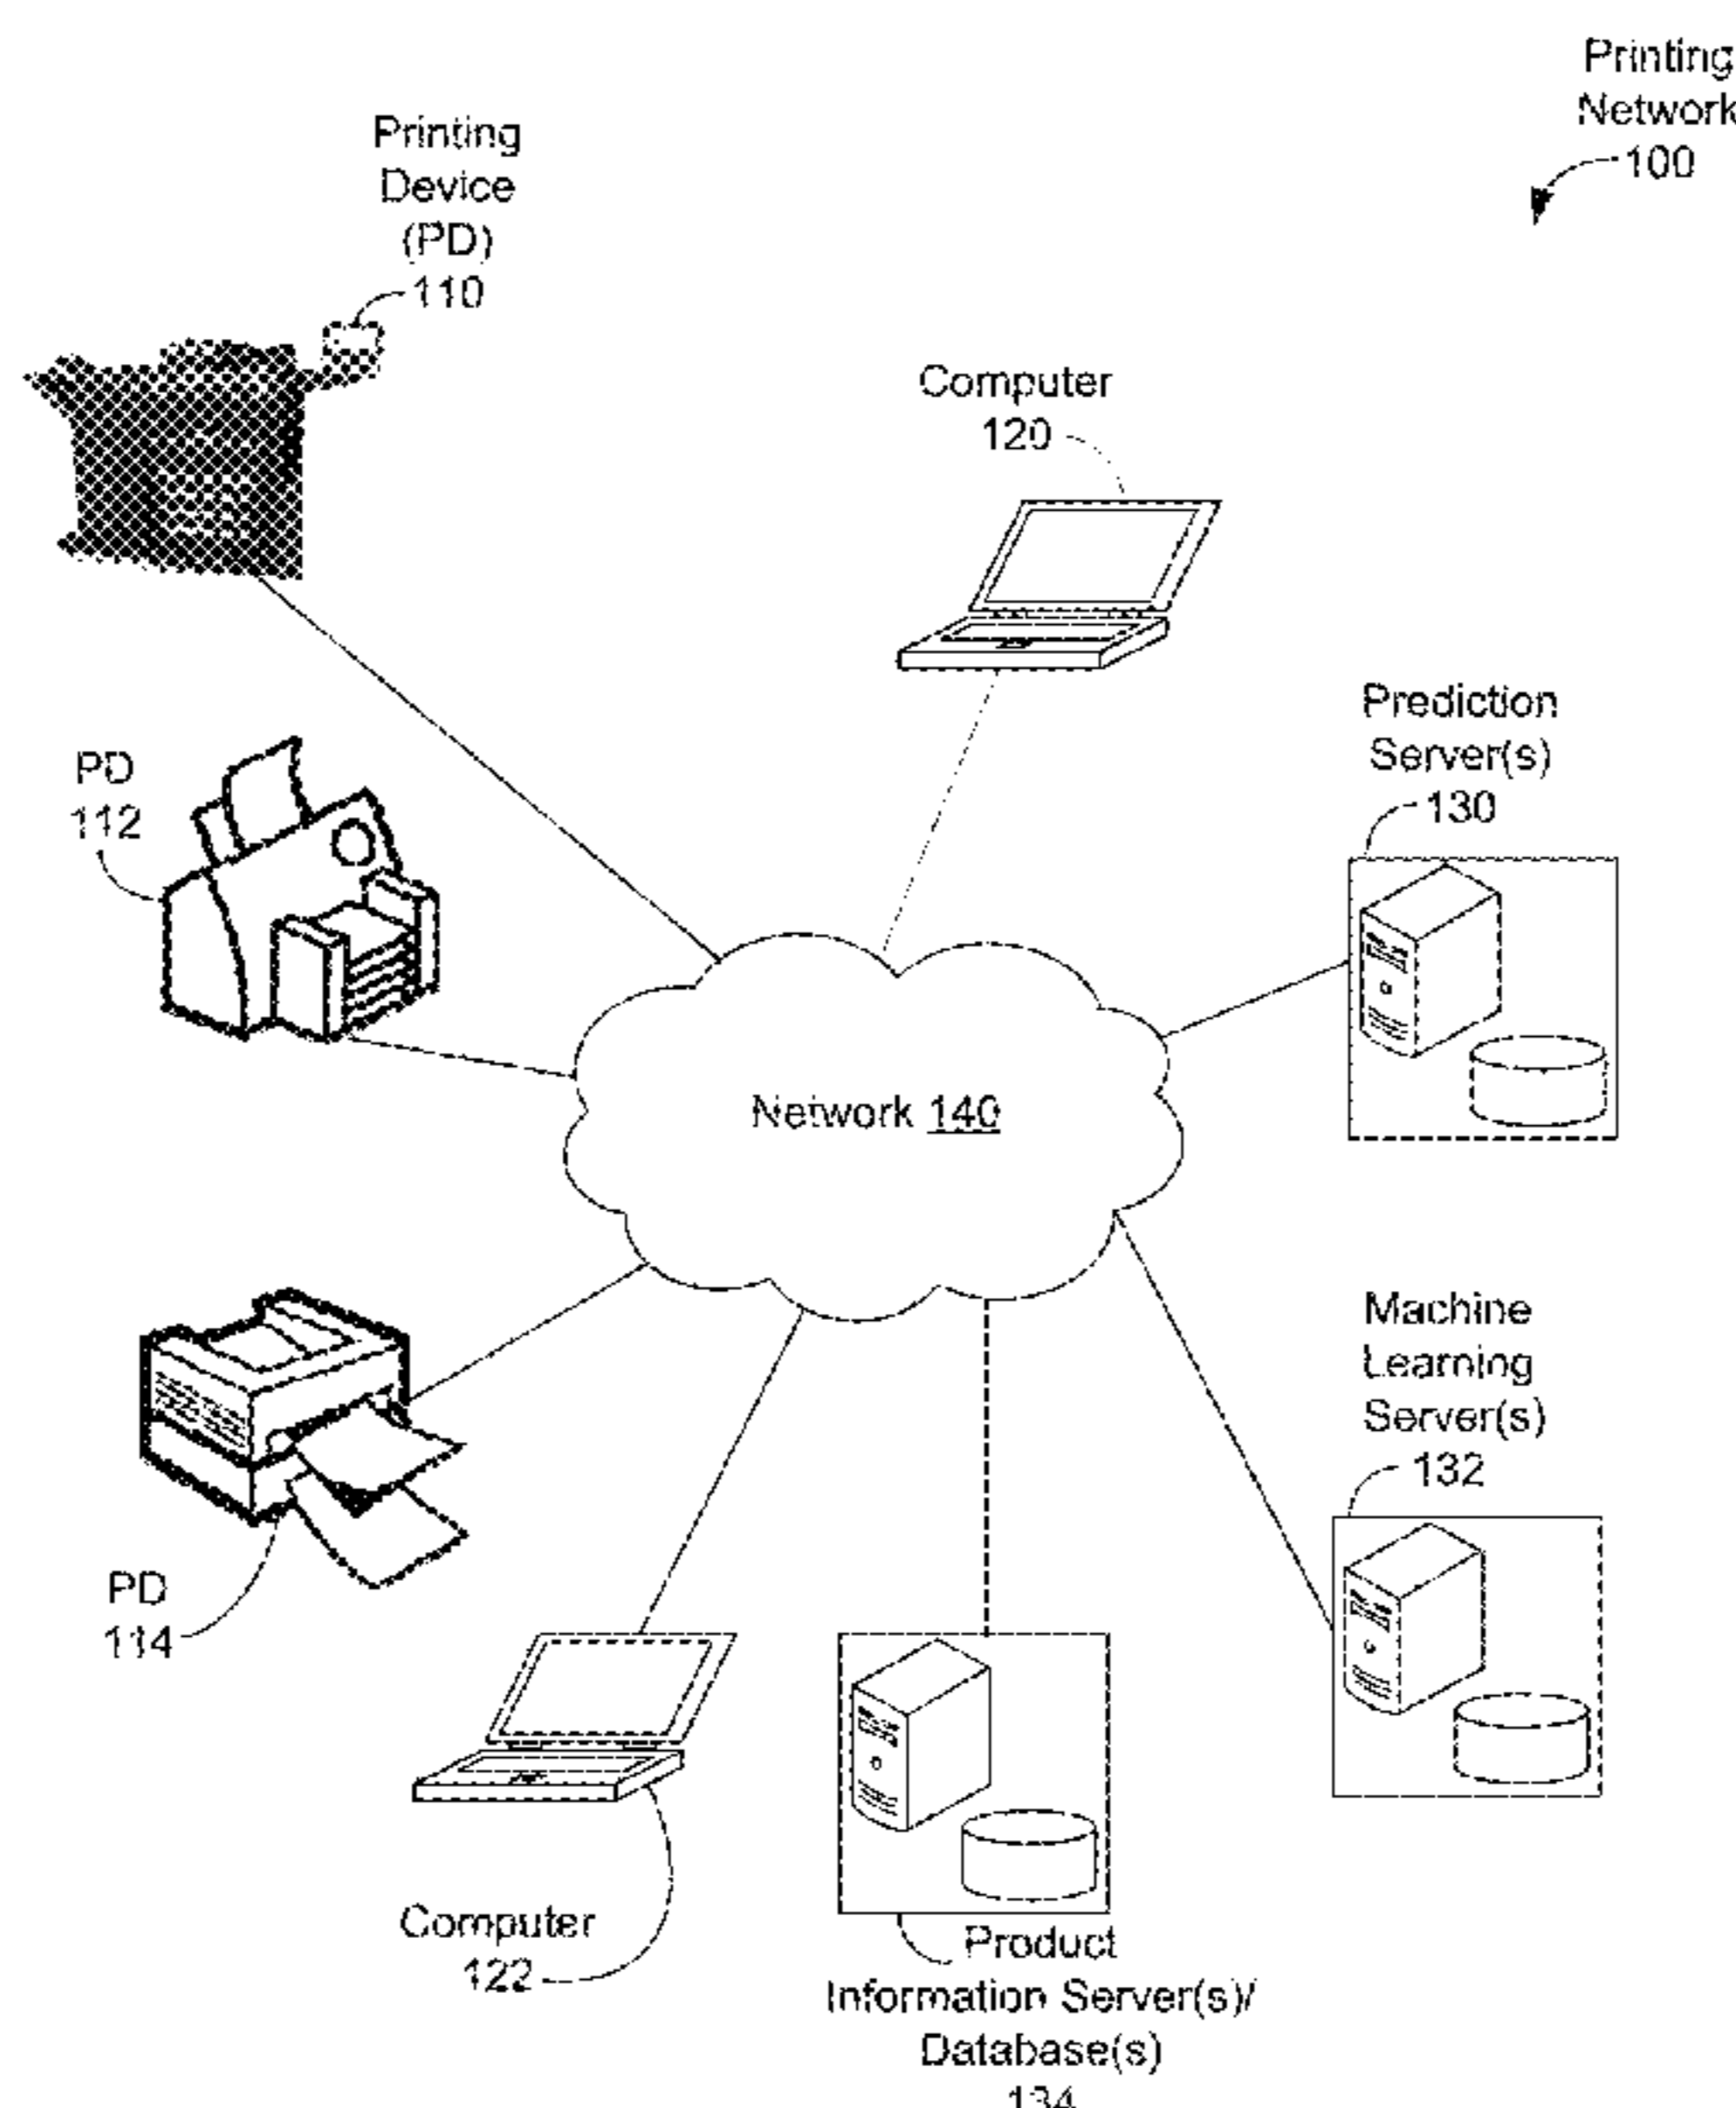 Printing
Network
100
Printing
Device
(PD)
110
Computer
120
Prediction
Server(s)
130
PD
112
Network 140
Machine
Learning
Server(s)
132
PD
114
Computer
122
Product
Information Server(s)/
Database(s)
134